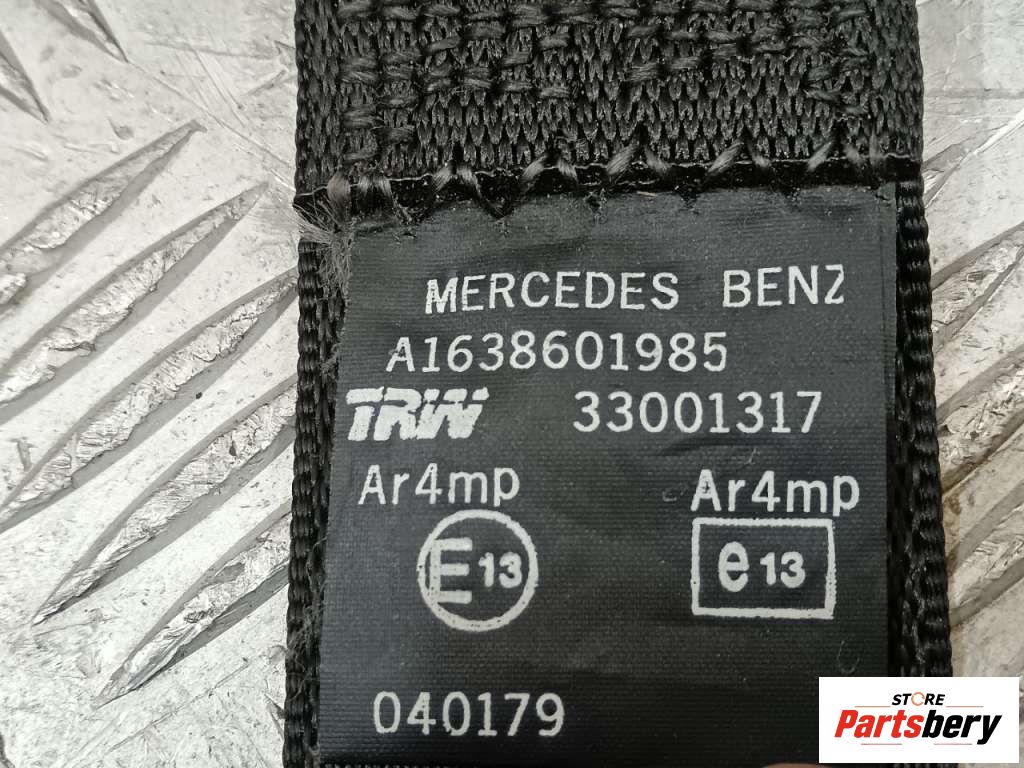 MERCEDES BENZ
A1638601985
TRW 33001317
Ar4mp Ar4mp
E13 e13
040179
STORE
Partsbery